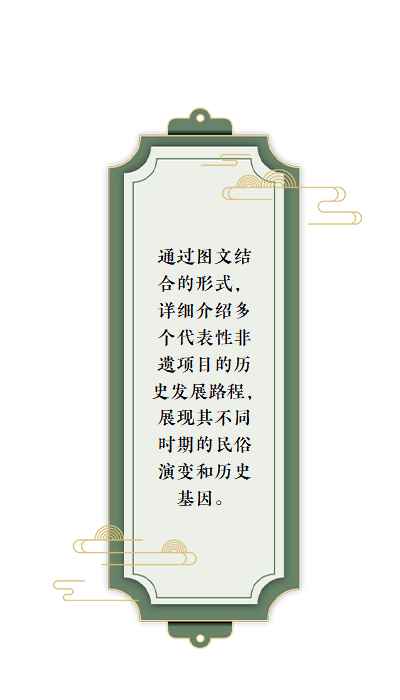 通过图文结
合的形式，
详细介绍多
个代表性非
遗项目的历
史发展路程，
展现其不同
时期的民俗
演变和历史
基因。